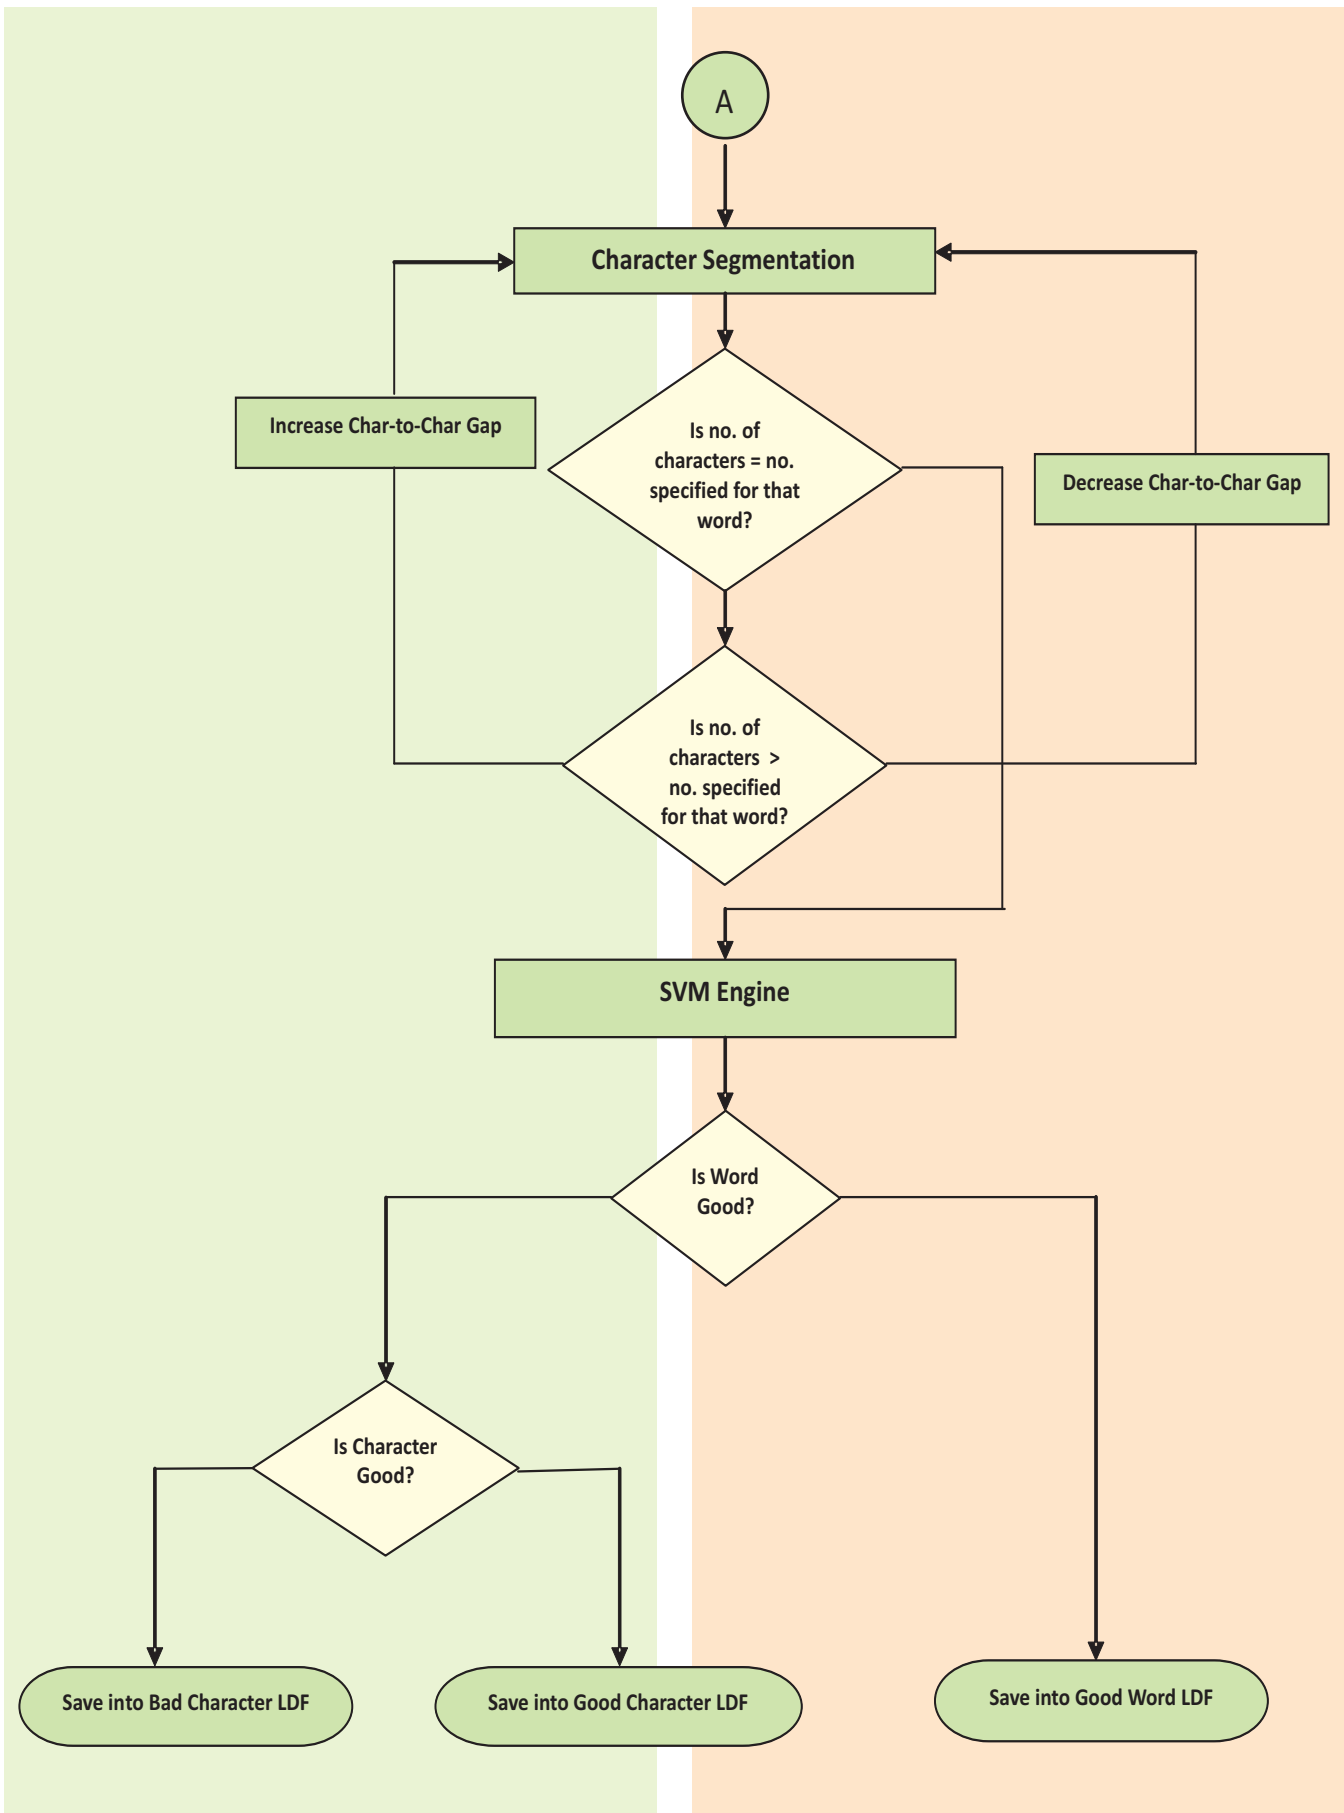 A
Character Segmentation
Increase Char-to-Char Gap
Is no. of
characters = no.
specified for that
word?
Decrease Char-to-Char Gap
Is no. of
characters >
no. specified
for that word?
SVM Engine
Is Word
Good?
Is Character
Good?
Save into Bad Character LDF
Save into Good Character LDF
Save into Good Word LDF